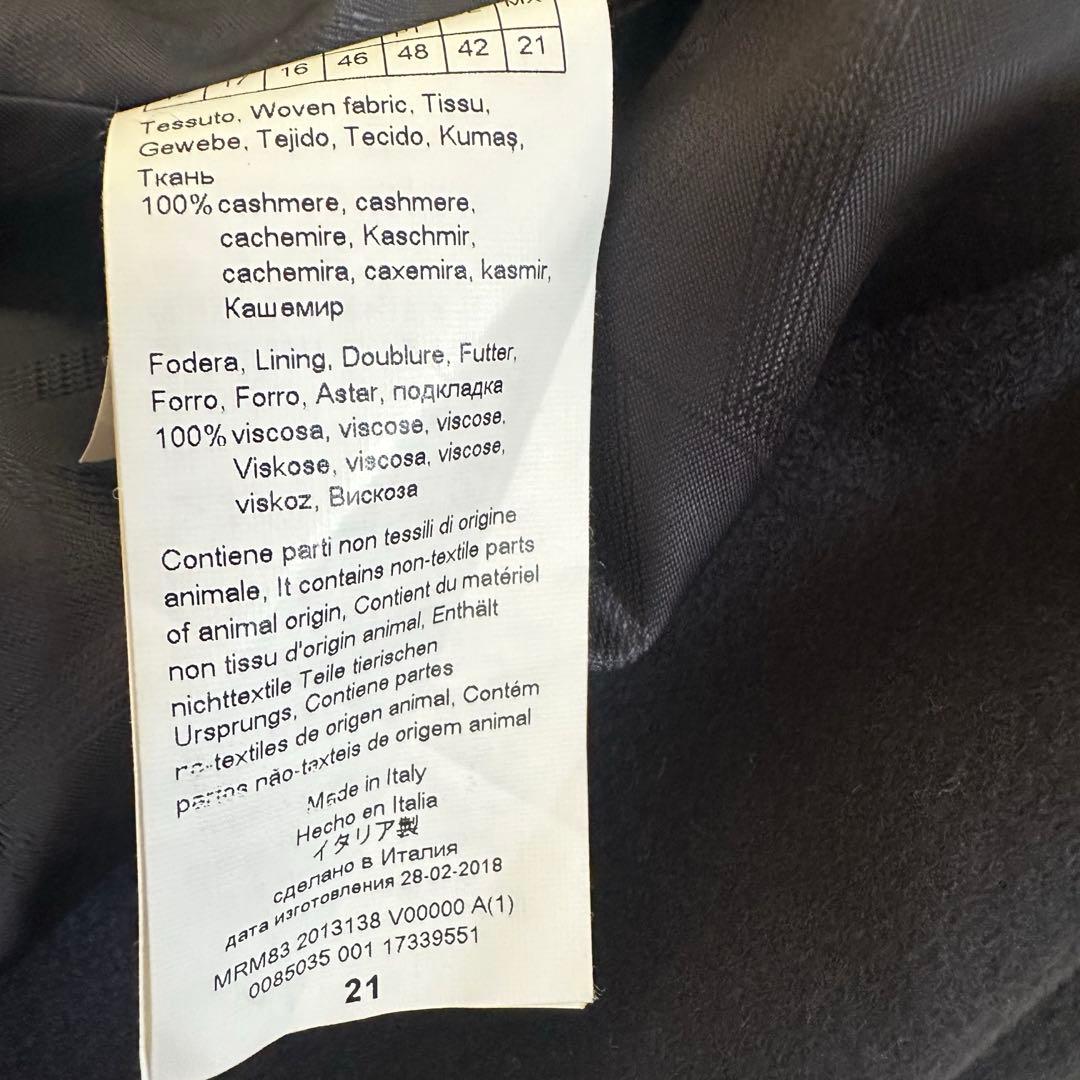 16 46 48 42 21
Tessuto, Woven fabric, Tissu,
Gewebe, Tejido, Tecido, Kumaş,
Ткань
100% cashmere, cashmere,
cachemire, Kaschmir,
cachemira, caxemira, kasmir,
Кашемир
Fodera, Lining, Doublure, Futter,
Forro, Forro, Astar, подкладка
100% viscosa, viscose, viscose,
Viskose, viscosa, viscose,
viskoz, Вискоза
Contiene parti non tessili di origine
animale, It contains non-textile parts
of animal origin, Contient du matériel
non tissu d'origin animal, Enthält
nichttextile Teile tierischen
Ursprungs, Contiene partes
no-textiles de origen animal, Contém
partes não-taxteis de origem animal
Made in Italy
Hecho en Italia
イタリア製
сделано в Италия
дата изготовления 28-02-2018
MRM83 2013138 V00000 A(1)
0085035 001 17339551
21